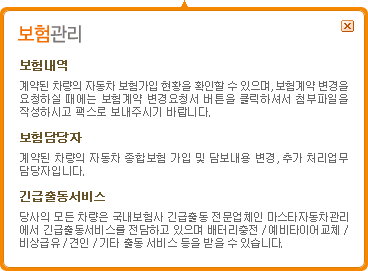 보험관리
보험내역
계약된 차량의 자동차 보험가입 현황을 확인할 수 있으며, 보험계약 변경을
요청하실 때에는 보험계약 변경요청서 버튼을 클릭하셔서 첨부파일을
작성하시고 팩스로 보내주시기 바랍니다.
보험담당자
계약된 차량의 자동차 종합보험 가입 및 담보내용 변경, 추가 처리업무
담당자입니다.
긴급출동서비스
당사의 모든 차량은 국내보험사 긴급출동 전문업체인 마스타자동차관리
에서 긴급출동서비스를 전담하고 있으며 배터리충전 / 예비타이어교체 /
비상급유 / 견인 / 기타 출동 서비스 등을 받을 수 있습니다.